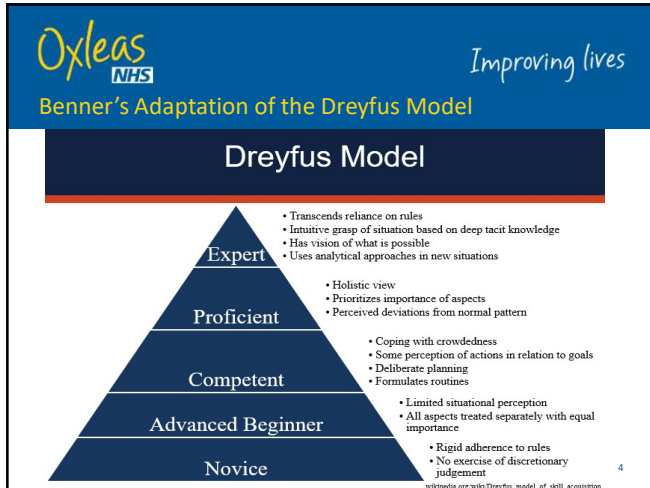 Oxleas
NHS
Improving lives
Benner's Adaptation of the Dreyfus Model
Dreyfus Model
Expert
• Transcends reliance on rules
• Intuitive grasp of situation based on deep tacit knowledge
• Has vision of what is possible
• Uses analytical approaches in new situations
Proficient
• Holistic view
• Prioritizes importance of aspects
• Perceived deviations from normal pattern
Competent
• Coping with crowdedness
• Some perception of actions in relation to goals
• Deliberate planning
• Formulates routines
Advanced Beginner
• Limited situational perception
• All aspects treated separately with equal
importance
Novice
• Rigid adherence to rules
• No exercise of discretionary
judgement
wikipedia.org/wiki/Dreyfus_model_of_skill_acquisition
4